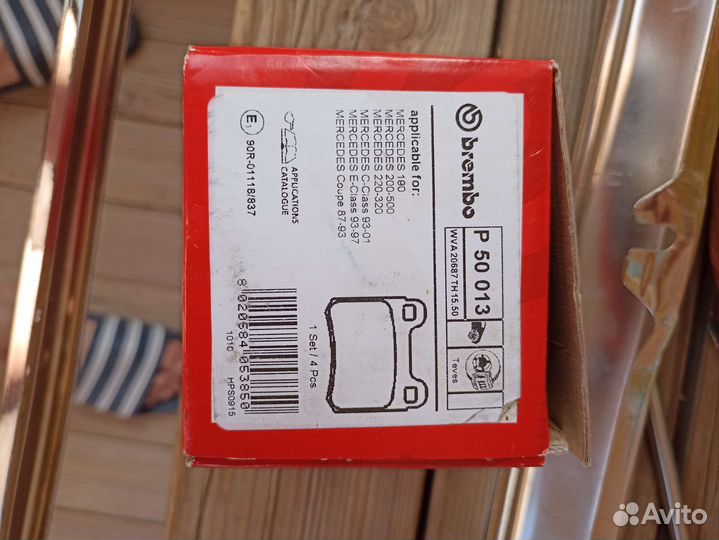 brembo
P 50 013
WVA 20687 TH 15.50
Teves
applicable for:
MERCEDES 190
MERCEDES 200-500
MERCEDES 220-320
MERCEDES C-Class 93-01
MERCEDES E-Class 93-97
MERCEDES Coupe 87-93
1 Set / 4 Pcs
APPLICATIONS
CATALOGUE
E1
90R-01118/837
8 020584 053850
1010
HPS0915
Avito